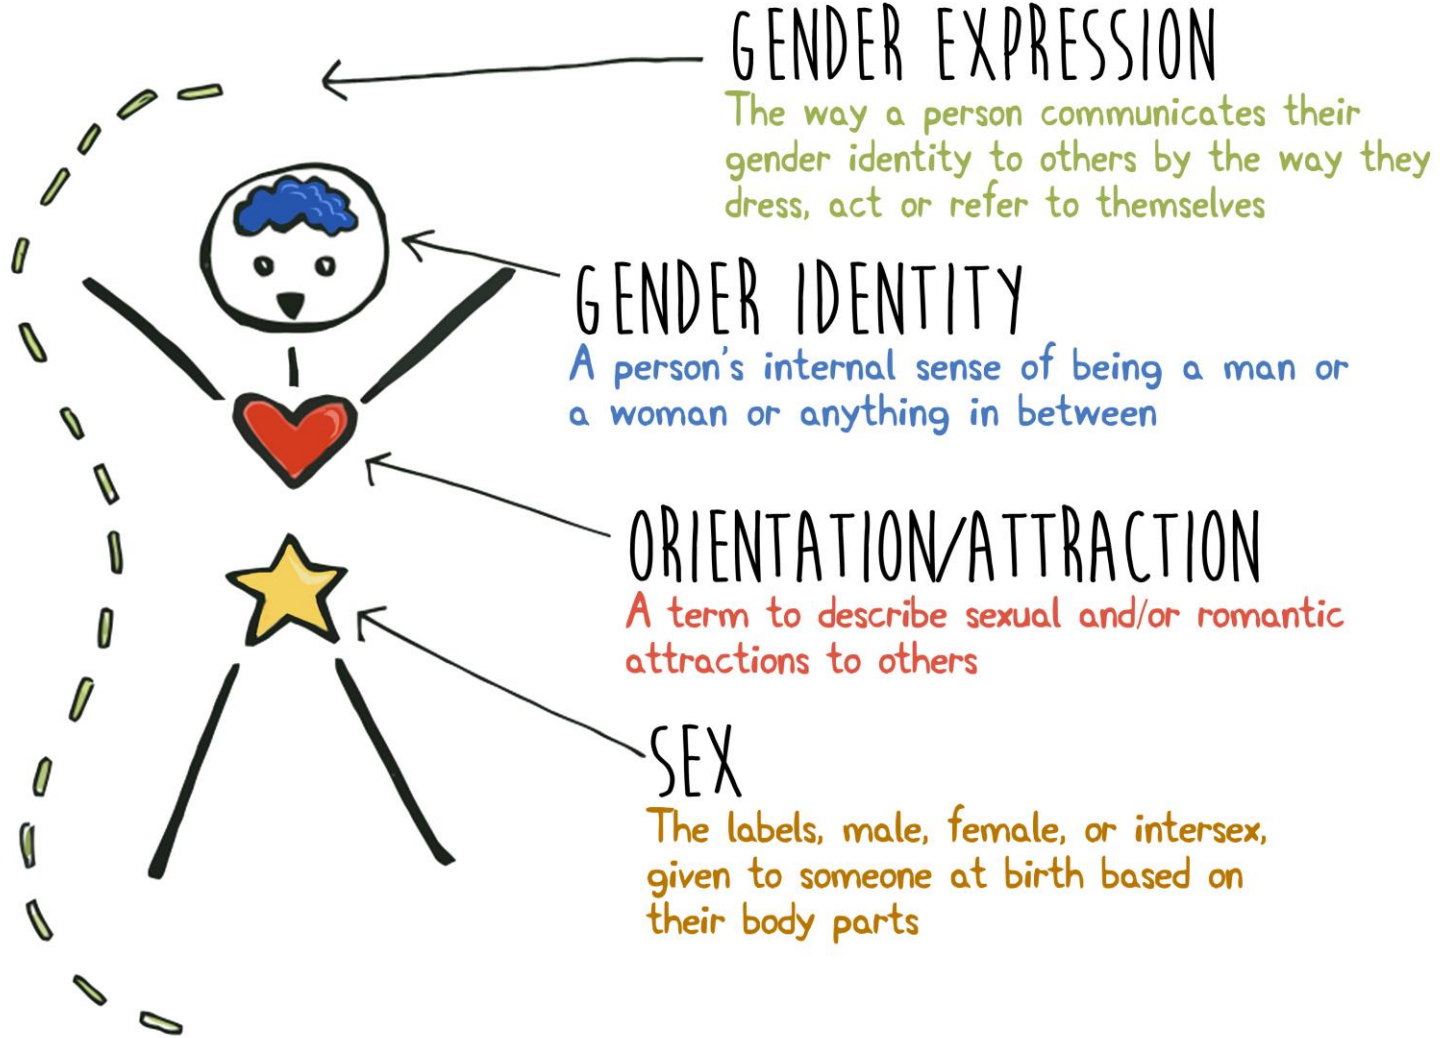 GENDER EXPRESSION
The way a person communicates their
gender identity to others by the way they
dress, act or refer to themselves
GENDER IDENTITY
A person's internal sense of being a man or
a woman or anything in between
ORIENTATION/ATTRACTION
A term to describe sexual and/or romantic
attractions to others
SEX
The labels, male, female, or intersex,
given to someone at birth based on
their body parts